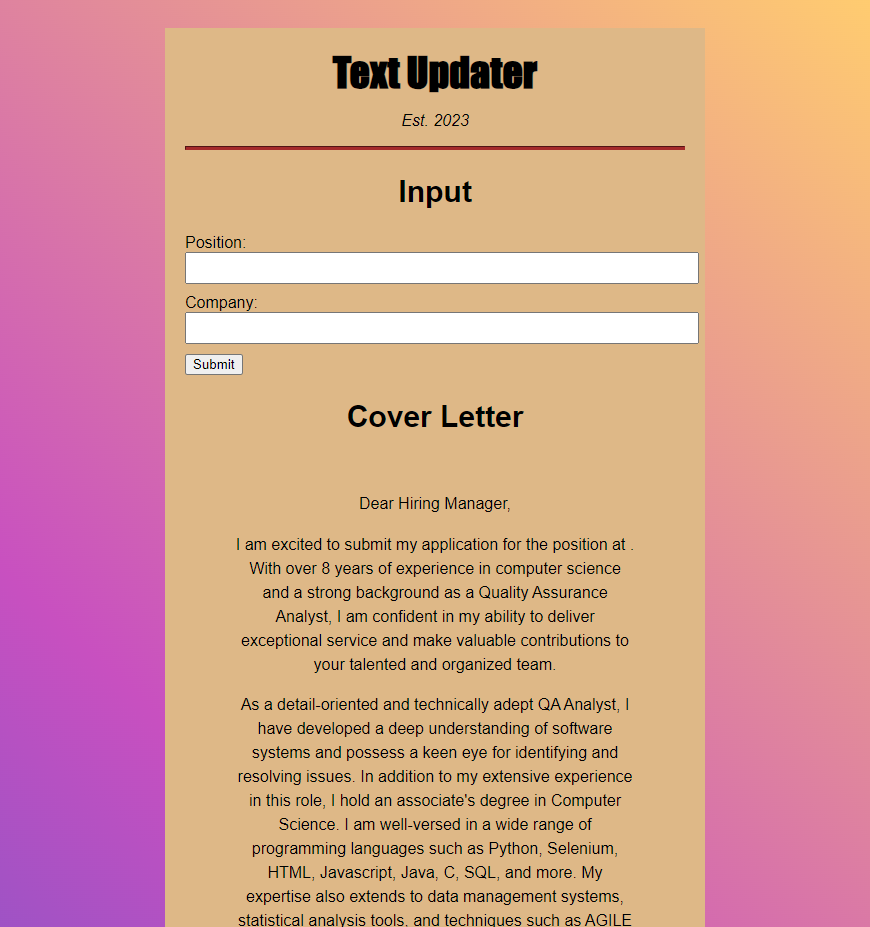 Text Updater
Est. 2023
Input
Position:
Company:
Submit
Cover Letter
Dear Hiring Manager,
I am excited to submit my application for the position at .
With over 8 years of experience in computer science
and a strong background as a Quality Assurance
Analyst, I am confident in my ability to deliver
exceptional service and make valuable contributions to
your talented and organized team.
As a detail-oriented and technically adept QA Analyst, I
have developed a deep understanding of software
systems and possess a keen eye for identifying and
resolving issues. In addition to my extensive experience
in this role, I hold an associate's degree in Computer
Science. I am well-versed in a wide range of
programming languages such as Python, Selenium,
HTML, Javascript, Java, C, SQL, and more. My
expertise also extends to data management systems,
statistical analysis tools, and techniques such as AGILE